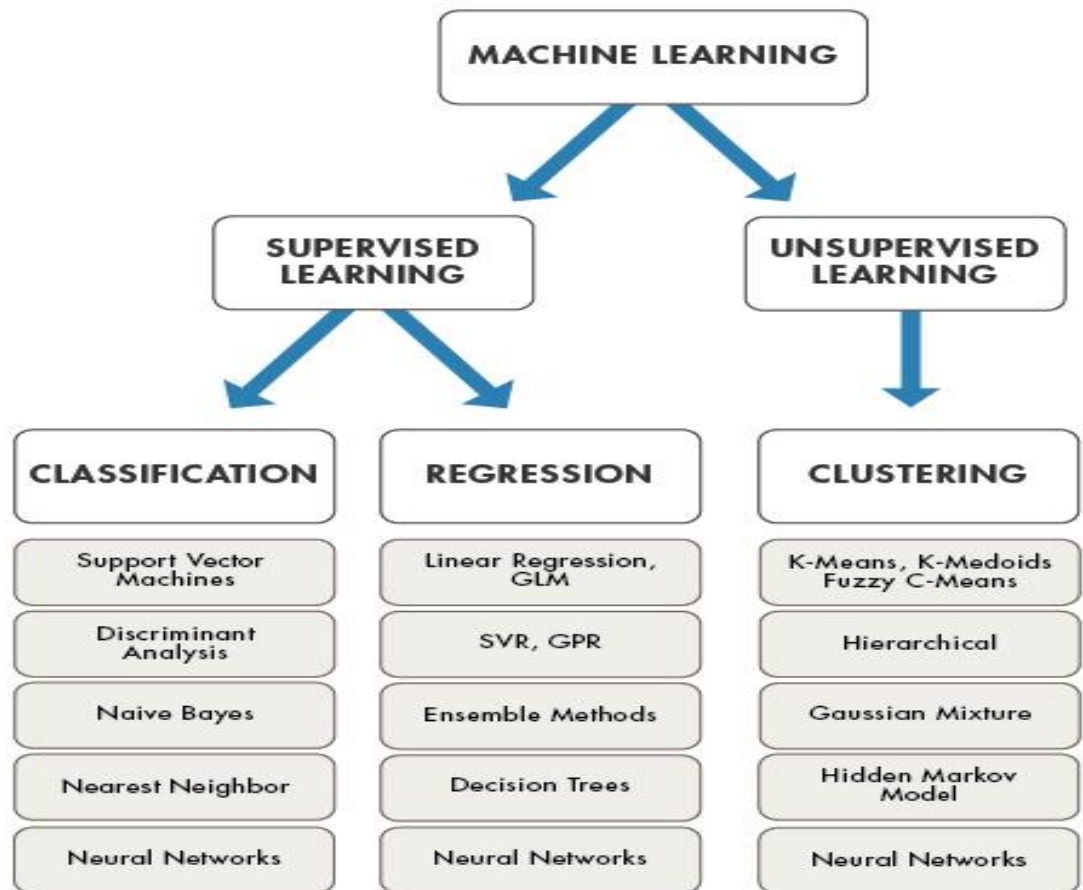 MACHINE LEARNING
SUPERVISED
LEARNING
UNSUPERVISED
LEARNING
CLASSIFICATION
Support Vector
Machines
Discriminant
Analysis
Naive Bayes
Nearest Neighbor
Neural Networks
REGRESSION
Linear Regression,
GLM
SVR, GPR
Ensemble Methods
Decision Trees
Neural Networks
CLUSTERING
K-Means, K-Medoids
Fuzzy C-Means
Hierarchical
Gaussian Mixture
Hidden Markov
Model
Neural Networks